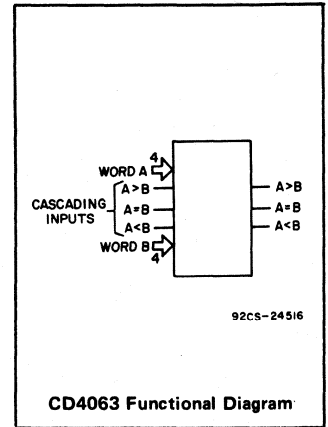 4
WORD A
A>B
A>B
CASCADING
INPUTS
A=B
A=B
A<B
A<B
WORD B
4
92CS-24516
CD4063 Functional Diagram